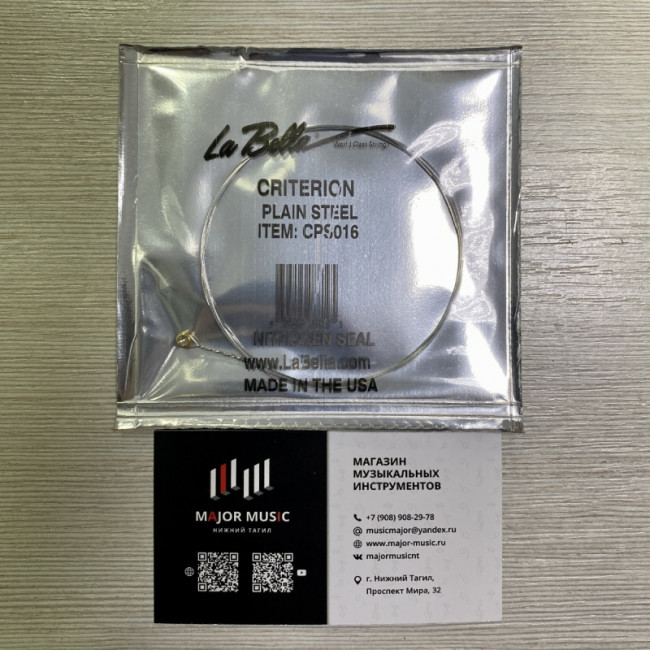 La Bella®
CRITERION
PLAIN STEEL
ITEM: CPS016
NITROGEN SEAL
www.LaBella.com
MADE IN THE USA
MAJOR MUSIC
НИЖНИЙ ТАГИЛ
МАГАЗИН
МУЗЫКАЛЬНЫХ
ИНСТРУМЕНТОВ
+7 (908) 908-29-78
musicmajor@yandex.ru
www.major-music.ru
majormusicnt
г. Нижний Тагил,
Проспект Мира, 32